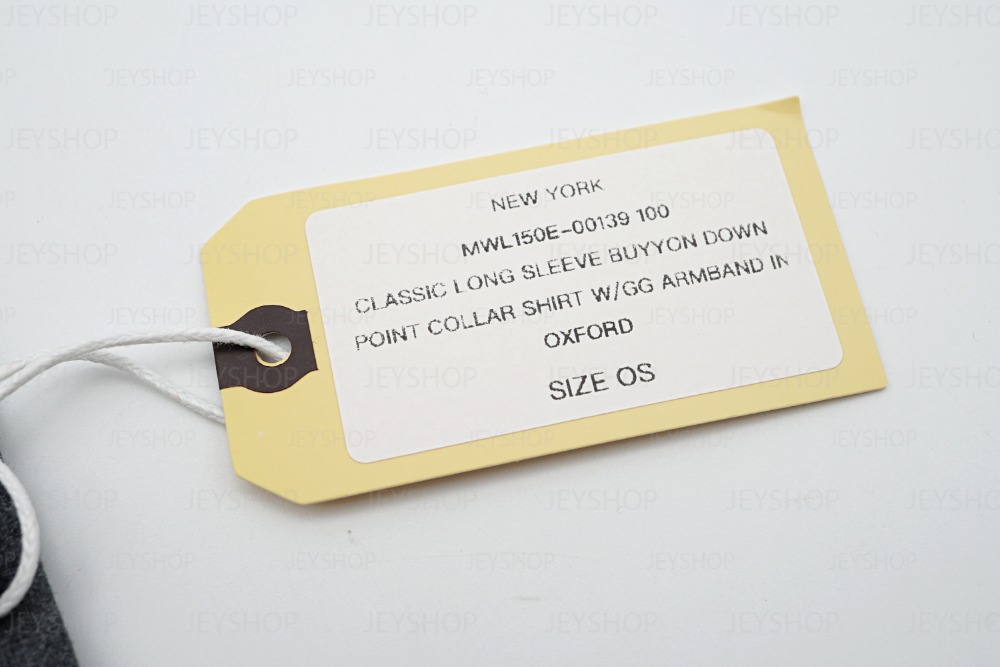 NEW YORK
MWL150E-00139 100
CLASSIC LONG SLEEVE BUYYON DOWN
POINT COLLAR SHIRT W/GG ARMBAND IN
OXFORD
SIZE OS
JEYSHOP